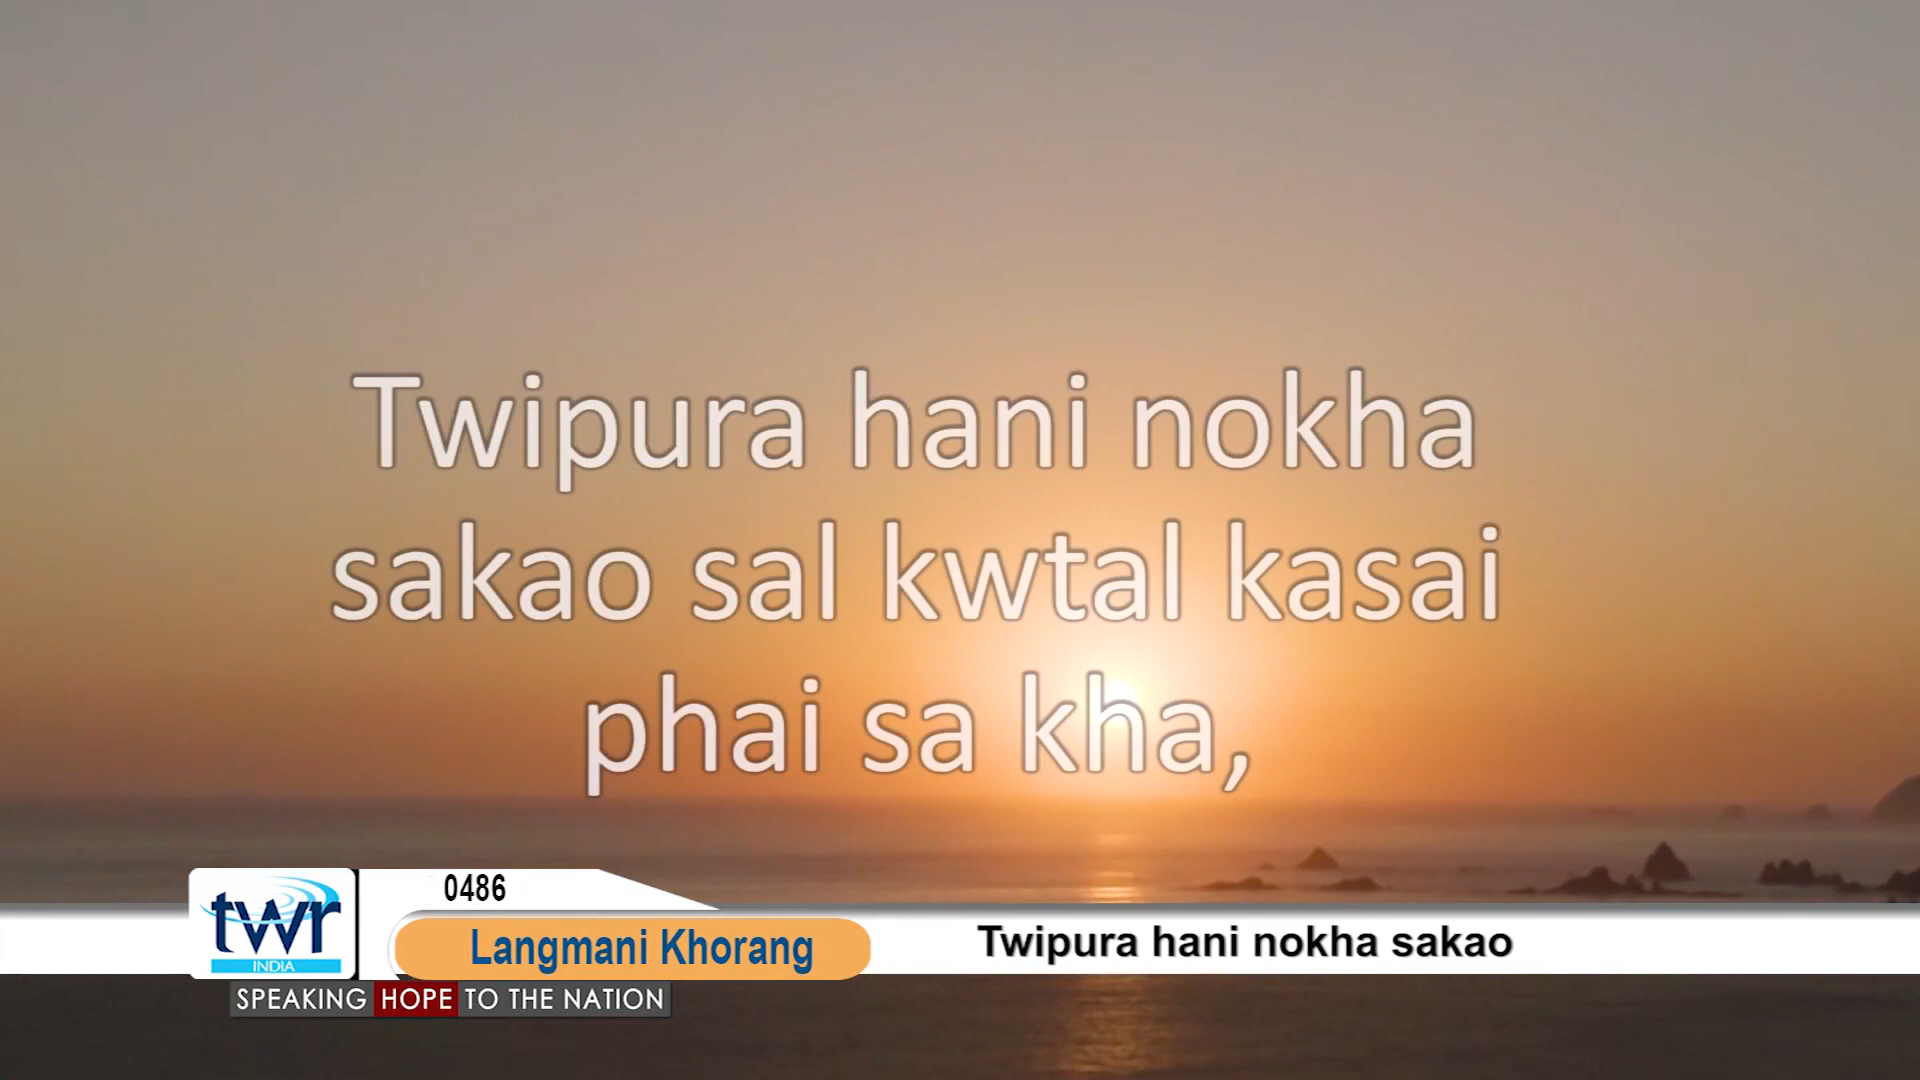 Twipura hani nokha
sakao sal kwtal kasai
phai sa kha,
0486
twr
INDIA
Langmani Khorang
Twipura hani nokha sakao
SPEAKING HOPE TO THE NATION